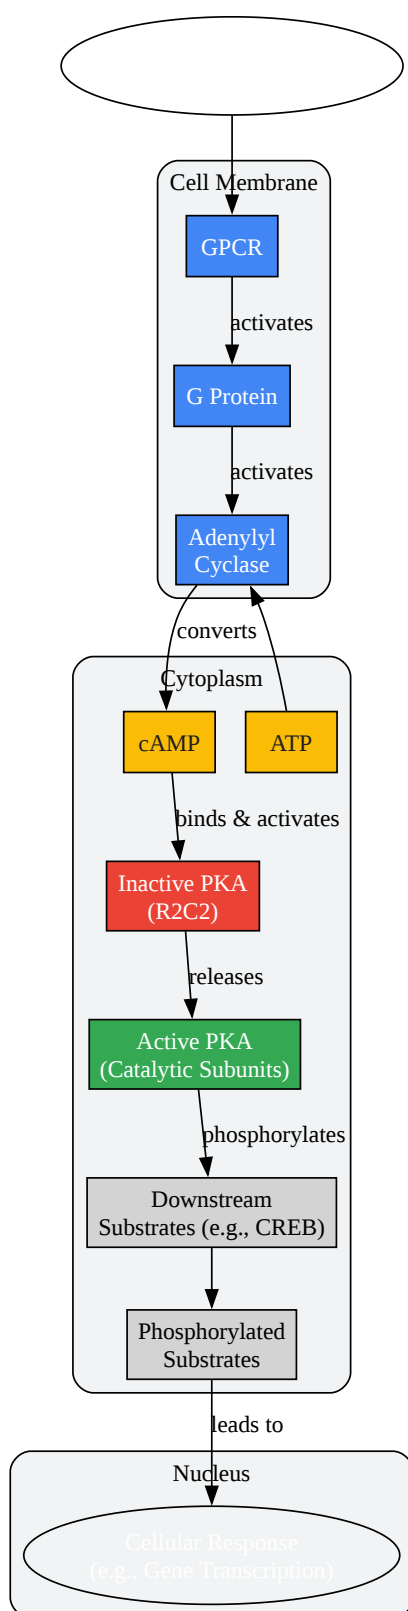 Cell Membrane
GPCR
activates
G Protein
activates
Adenylyl
Cyclase
converts
Cytoplasm
cAMP
ATP
binds & activates
Inactive PKA
(R2C2)
releases
Active PKA
(Catalytic Subunits)
phosphorylates
Downstream
Substrates (e.g., CREB)
Phosphorylated
Substrates
leads to
Nucleus
Cellular Response
(e.g., Gene Transcription)